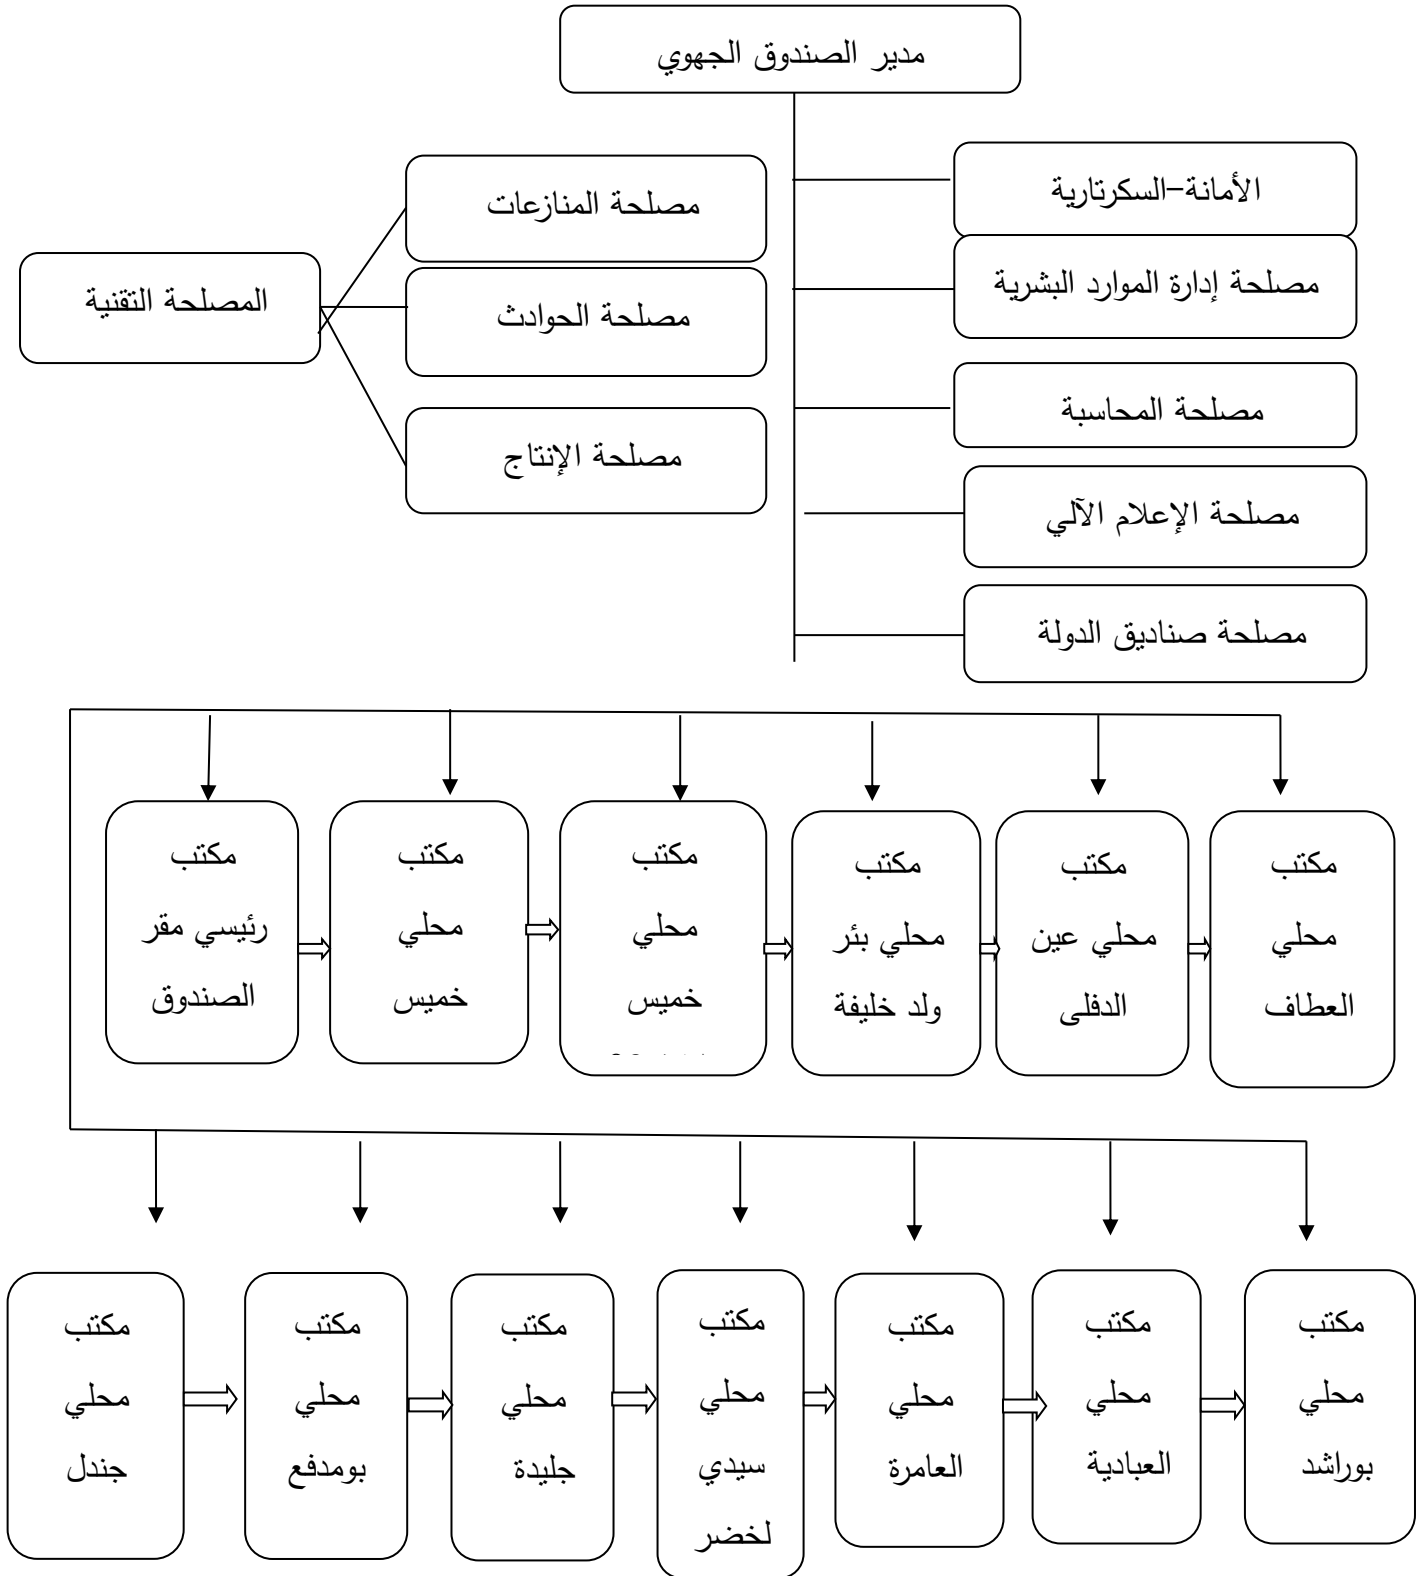 مدير الصندوق الجهوي
الأمانة-السكرتارية
مصلحة إدارة الموارد البشرية
مصلحة المحاسبة
مصلحة الإعلام الآلي
مصلحة صناديق الدولة
مصلحة المنازعات
مصلحة الحوادث
مصلحة الإنتاج
المصلحة التقنية
مكتب
رئيسي مقر
الصندوق
مكتب
محلي
خميس
مكتب
محلي
خميس
مكتب
محلي بئر
ولد خليفة
مكتب
محلي عين
الدفلى
مكتب
محلي
العطاف
مكتب
محلي
جندل
مكتب
محلي
بومدفع
مكتب
محلي
جليدة
مكتب
محلي
سيدي
لخضر
مكتب
محلي
العامرة
مكتب
محلي
العبادية
مكتب
محلي
بوراشد